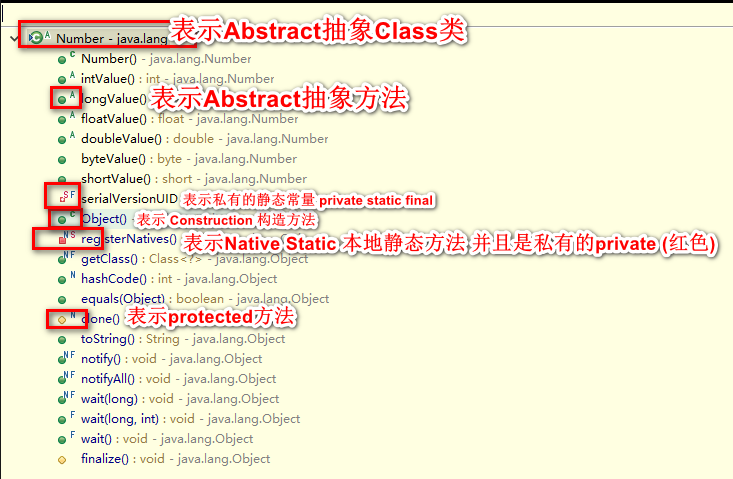 A Number - java.lang 表示Abstract抽象Class类
C Number() - java.lang.Number
A intValue() : int - java.lang.Number
A longValue() 表示Abstract抽象方法
A floatValue() : float - java.lang.Number
A doubleValue() : double - java.lang.Number
byteValue() : byte - java.lang.Number
shortValue() : short - java.lang.Number
S F serialVersionUID 表示私有的静态常量 private static final
C Object() 表示 Construction 构造方法
N S registerNatives() 表示Native Static 本地静态方法 并且是私有的private (红色)
N F getClass() : Class<?> - java.lang.Object
N hashCode() : int - java.lang.Object
equals(Object) : boolean - java.lang.Object
N clone() 表示protected方法
toString() : String - java.lang.Object
N F notify() : void - java.lang.Object
N F notifyAll() : void - java.lang.Object
N F wait(long) : void - java.lang.Object
F wait(long, int) : void - java.lang.Object
F wait() : void - java.lang.Object
finalize() : void - java.lang.Object